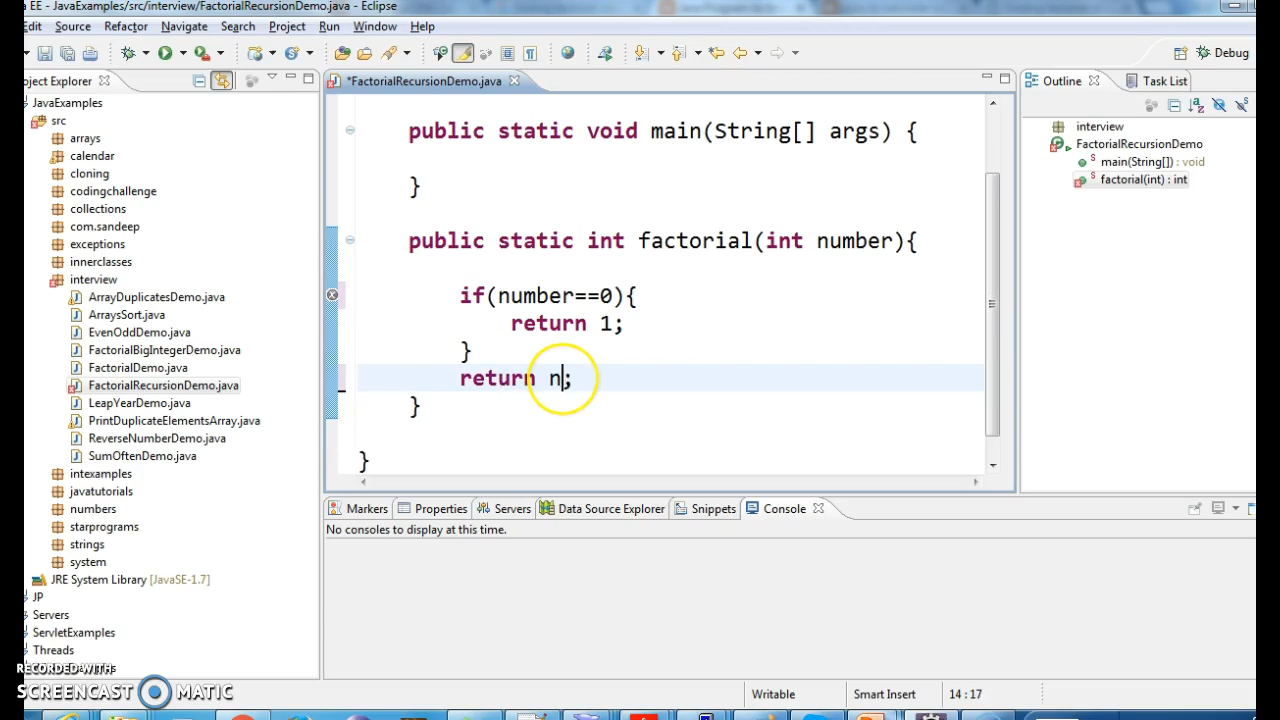 a EE - JavaExamples/src/interview/FactorialRecursionDemo.java - Eclipse
Edit Source Refactor Navigate Search Project Run Window Help
Debug
oject Explorer
*FactorialRecursionDemo.java
Outline Task List
JavaExamples
src
arrays
calendar
cloning
codingchallenge
collections
com.sandeep
exceptions
innerclasses
interview
ArrayDuplicatesDemo.java
ArraysSort.java
EvenOddDemo.java
FactorialBigIntegerDemo.java
FactorialDemo.java
FactorialRecursionDemo.java
LeapYearDemo.java
PrintDuplicateElementsArray.java
ReverseNumberDemo.java
SumOftenDemo.java
intexamples
javatutorials
numbers
starprograms
strings
system
JRE System Library [JavaSE-1.7]
JP
Servers
ServletExamples
Threads
public static void main(String[] args) {
}
public static int factorial(int number){
if(number==0){
return 1;
}
return n;
}
}
interview
FactorialRecursionDemo
main(String[]) : void
factorial(int) : int
Markers Properties Servers Data Source Explorer Snippets Console
No consoles to display at this time.
RECORDED WITH
SCREENCAST MATIC
Writable Smart Insert 14 : 17